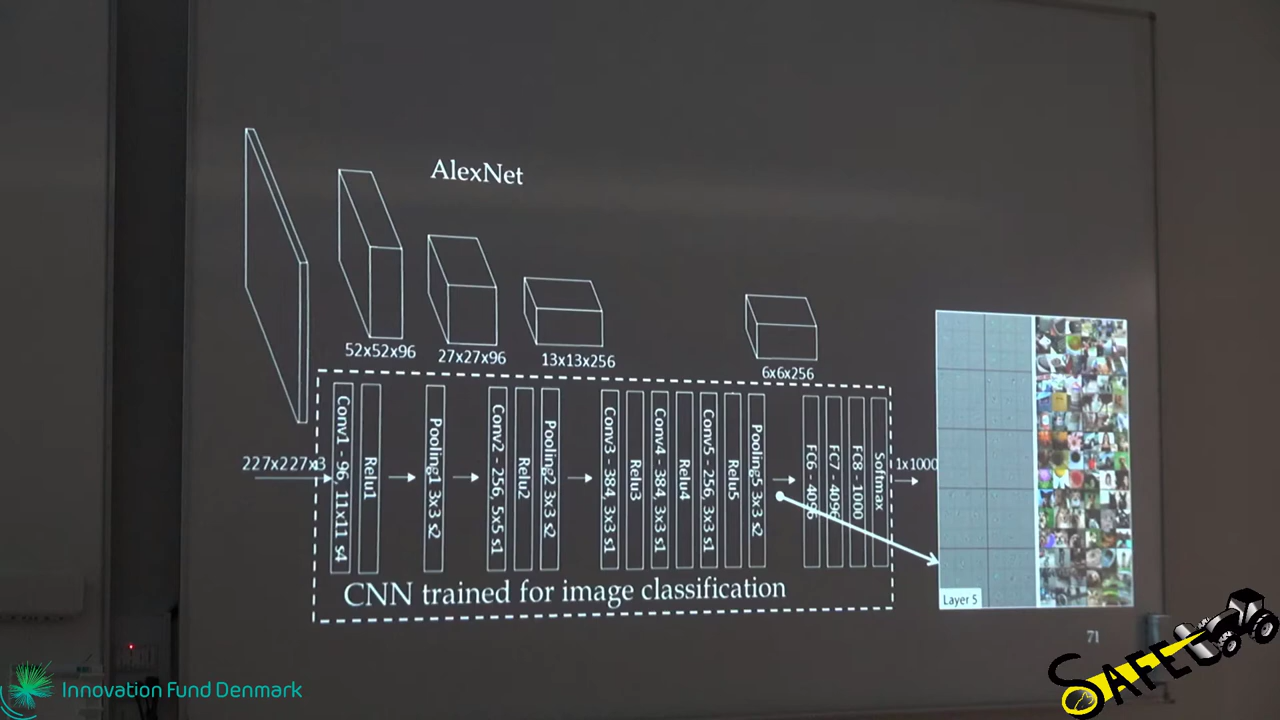 AlexNet
52x52x96
27x27x96
13x13x256
6x6x256
227x227x3
Conv1 - 96, 11x11 s4
Relu1
Pooling1 3x3 s2
Conv2 - 256, 5x5 s1
Relu2
Pooling2 3x3 s2
Conv3 - 384, 3x3 s1
Relu3
Conv4 - 384, 3x3 s1
Relu4
Conv5 - 256, 3x3 s1
Relu5
Pooling5 3x3 s2
FC6 - 4096
FC7 - 4096
FC8 - 1000
Softmax
1x1000
CNN trained for image classification
Layer 5
71
Innovation Fund Denmark
SAFE